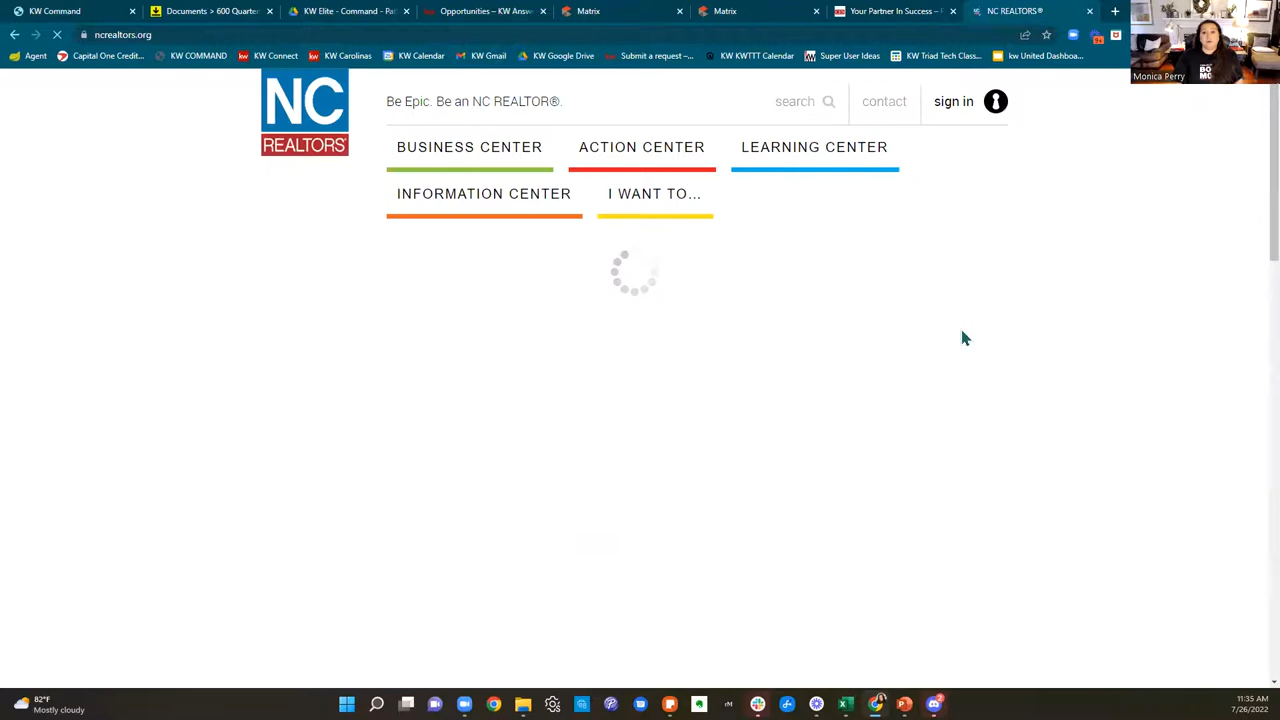 KW Command
Documents > 600 Quarter
KW Elite - Command - Pat
Opportunities – KW Answ
Matrix
Matrix
Your Partner In Success – F
NC REALTORS®
ncrealtors.org
Agent
Capital One Credit...
KW COMMAND
KW Connect
KW Carolinas
KW Calendar
KW Gmail
KW Google Drive
Submit a request –...
KW KWTTT Calendar
Super User Ideas
KW Triad Tech Class...
kw United Dashboa...
Monica Perry
NC
REALTORS®
Be Epic. Be an NC REALTOR®.
search
contact
sign in
BUSINESS CENTER
ACTION CENTER
LEARNING CENTER
INFORMATION CENTER
I WANT TO...
82°F
Mostly cloudy
11:35 AM
7/26/2022